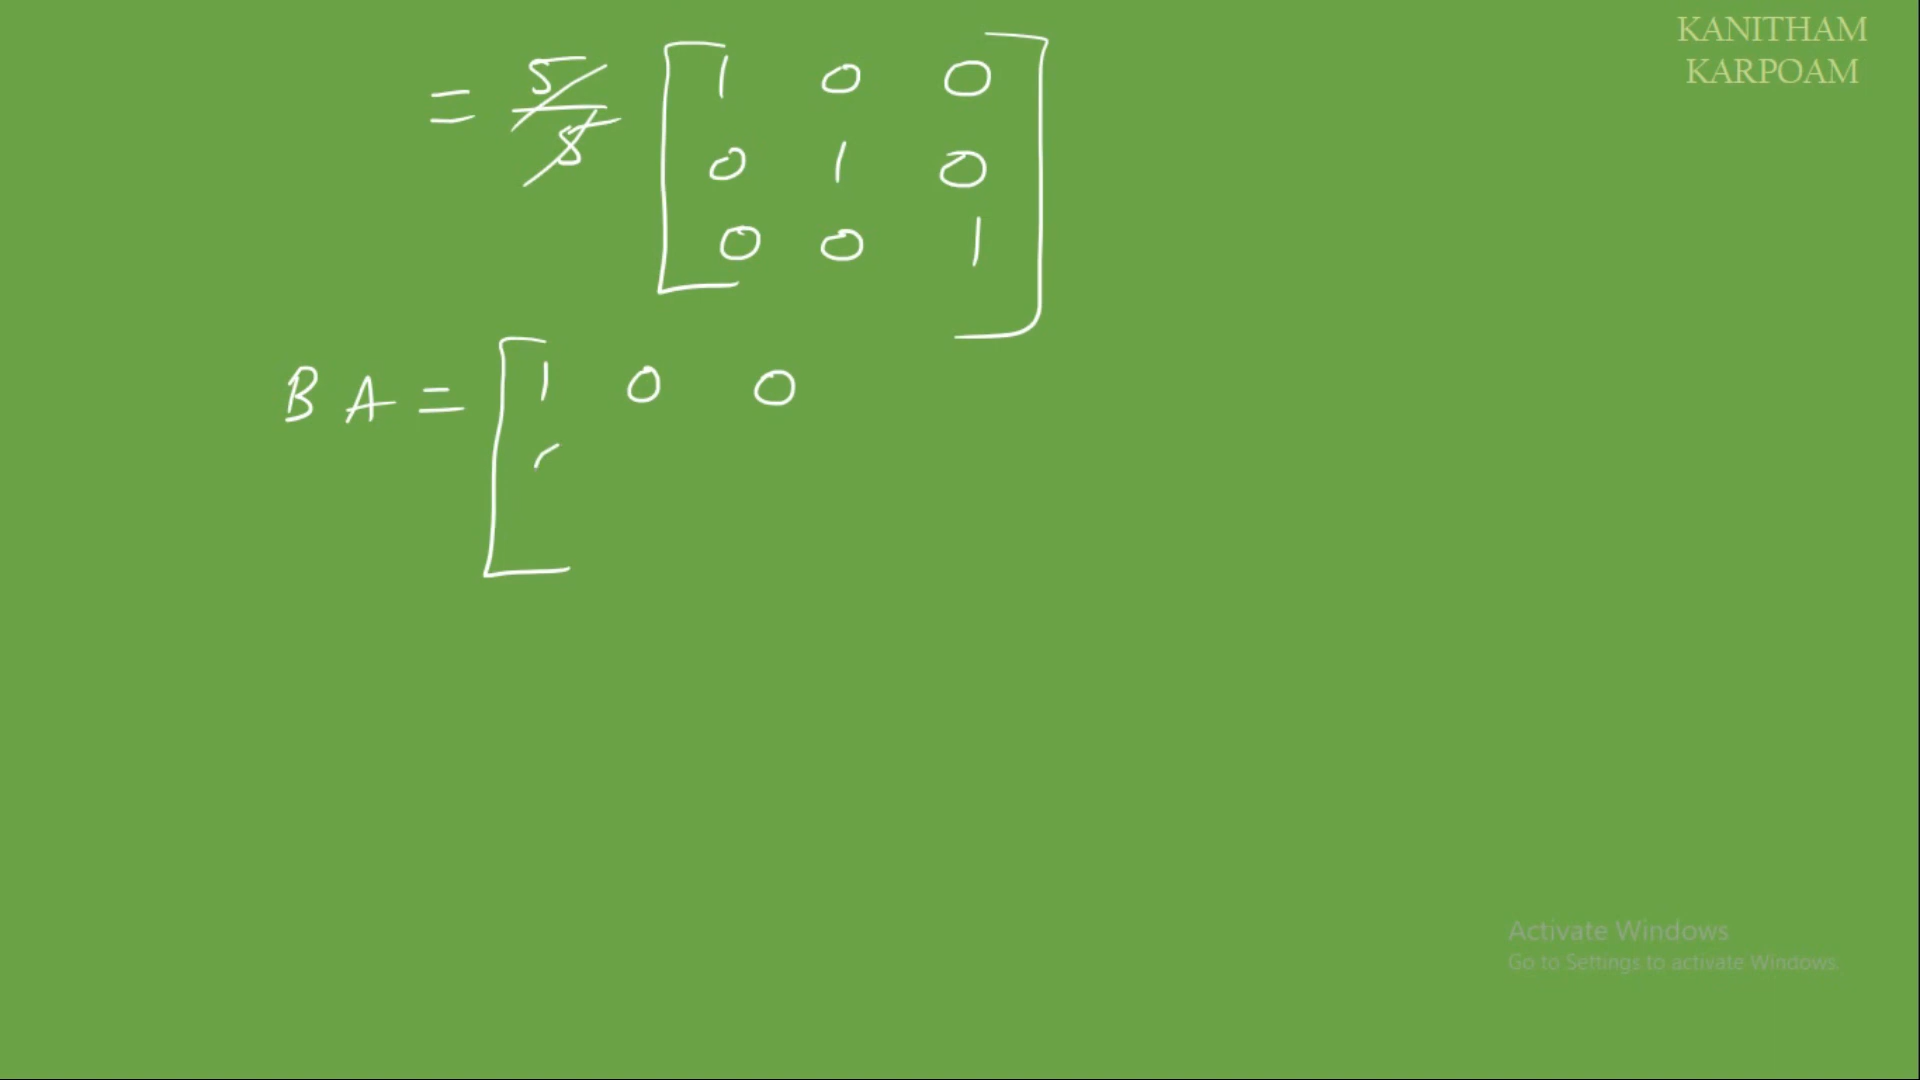 KANITHAM
KARPOAM
= 5/5 [1 0 0
0 1 0
0 0 1]
BA = [1 0 0
Activate Windows
Go to Settings to activate Windows.